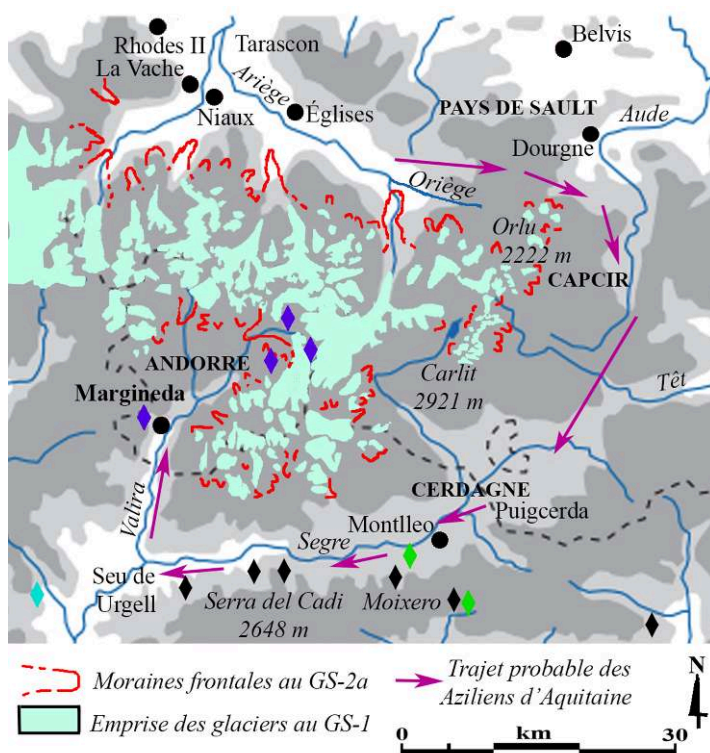 Belvis
Rhodes II
Tarascon
La Vache
Ariège
Niaux
Églises
PAYS DE SAULT
Aude
Dourgne
Oriège
Orlu
2222 m
CAPCIR
ANDORRE
Margineda
Carlit
2921 m
Têt
Valira
CERDAGNE
Puigcerda
Montlleo
Segre
Seu de
Urgell
Serra del Cadi
2648 m
Moixero
Moraines frontales au GS-2a
Trajet probable des
Aziliens d'Aquitaine
N
Emprise des glaciers au GS-1
0 km 30